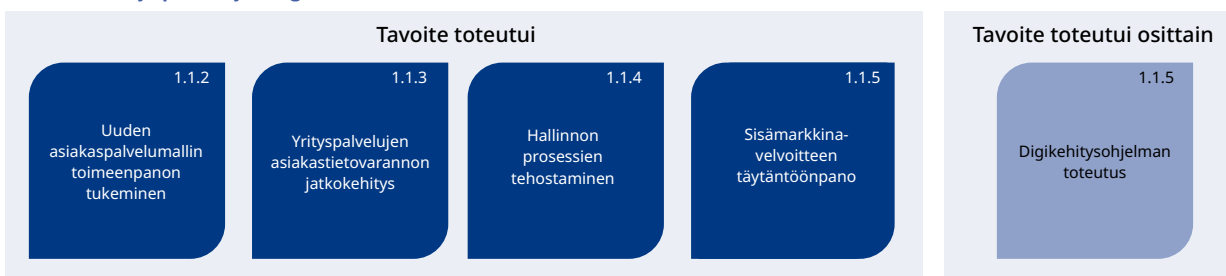 Tavoite toteutui
1.1.2
Uuden
asiakaspalvelumallin
toimeenpanon
tukeminen
1.1.3
Yrityspalvelujen
asiakastietovarannon
jatkokehitys
1.1.4
Hallinnon
prosessien
tehostaminen
1.1.5
Sisämarkkina-
velvoitteen
täytäntöönpano
Tavoite toteutui osittain
1.1.5
Digikehitysohjelman
toteutus